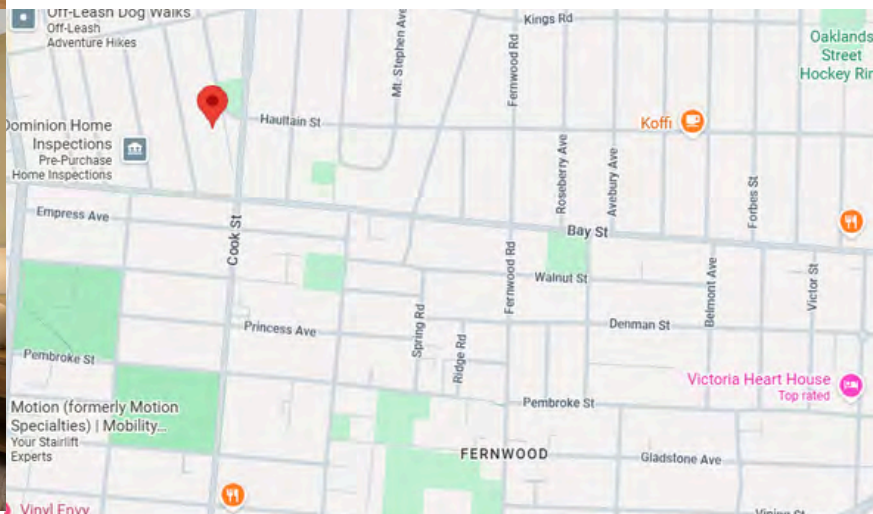 Off-Leash Dog Walks
Off-Leash
Adventure Hikes
Kings Rd
Mt. Stephen Ave
Fernwood Rd
Oaklands
Street
Hockey Rin
Haultain St
Koffi
Dominion Home
Inspections
Pre-Purchase
Home Inspections
Roseberry Ave
Avebury Ave
Forbes St
Empress Ave
Cook St
Bay St
Fernwood Rd
Walnut St
Belmont Ave
Victor St
Princess Ave
Spring Rd
Ridge Rd
Denman St
Pembroke St
Victoria Heart House
Top rated
Motion (formerly Motion
Specialties) | Mobility...
Your Stairlift
Experts
Pembroke St
FERNWOOD
Gladstone Ave
Vinyl Envy
Vining St